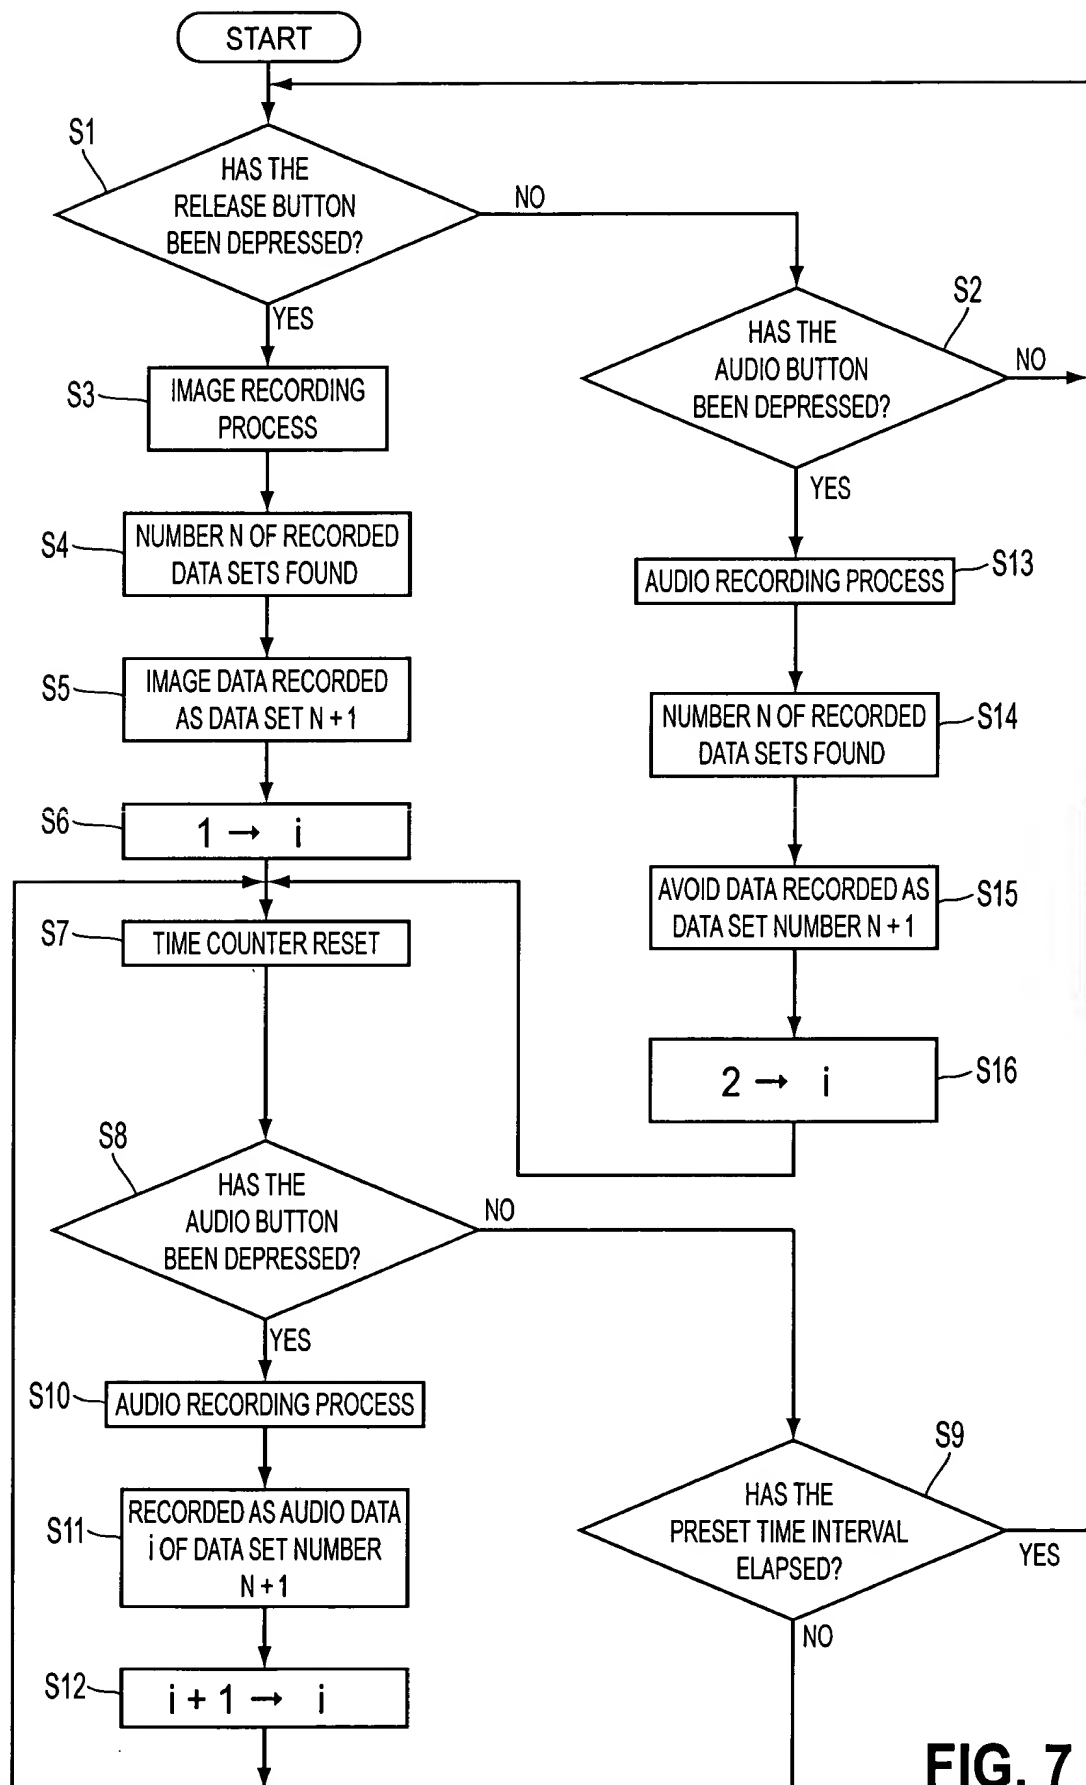 START
S1
HAS THE
RELEASE BUTTON
BEEN DEPRESSED?
NO
YES
S2
HAS THE
AUDIO BUTTON
BEEN DEPRESSED?
NO
YES
S3
IMAGE RECORDING
PROCESS
S4
NUMBER N OF RECORDED
DATA SETS FOUND
S5
IMAGE DATA RECORDED
AS DATA SET N + 1
S6
1 → i
S7
TIME COUNTER RESET
S13
AUDIO RECORDING PROCESS
S14
NUMBER N OF RECORDED
DATA SETS FOUND
S15
AVOID DATA RECORDED AS
DATA SET NUMBER N + 1
S16
2 → i
S8
HAS THE
AUDIO BUTTON
BEEN DEPRESSED?
NO
YES
S10
AUDIO RECORDING PROCESS
S11
RECORDED AS AUDIO DATA
i OF DATA SET NUMBER
N + 1
S12
i + 1 → i
S9
HAS THE
PRESET TIME INTERVAL
ELAPSED?
YES
NO
FIG. 7